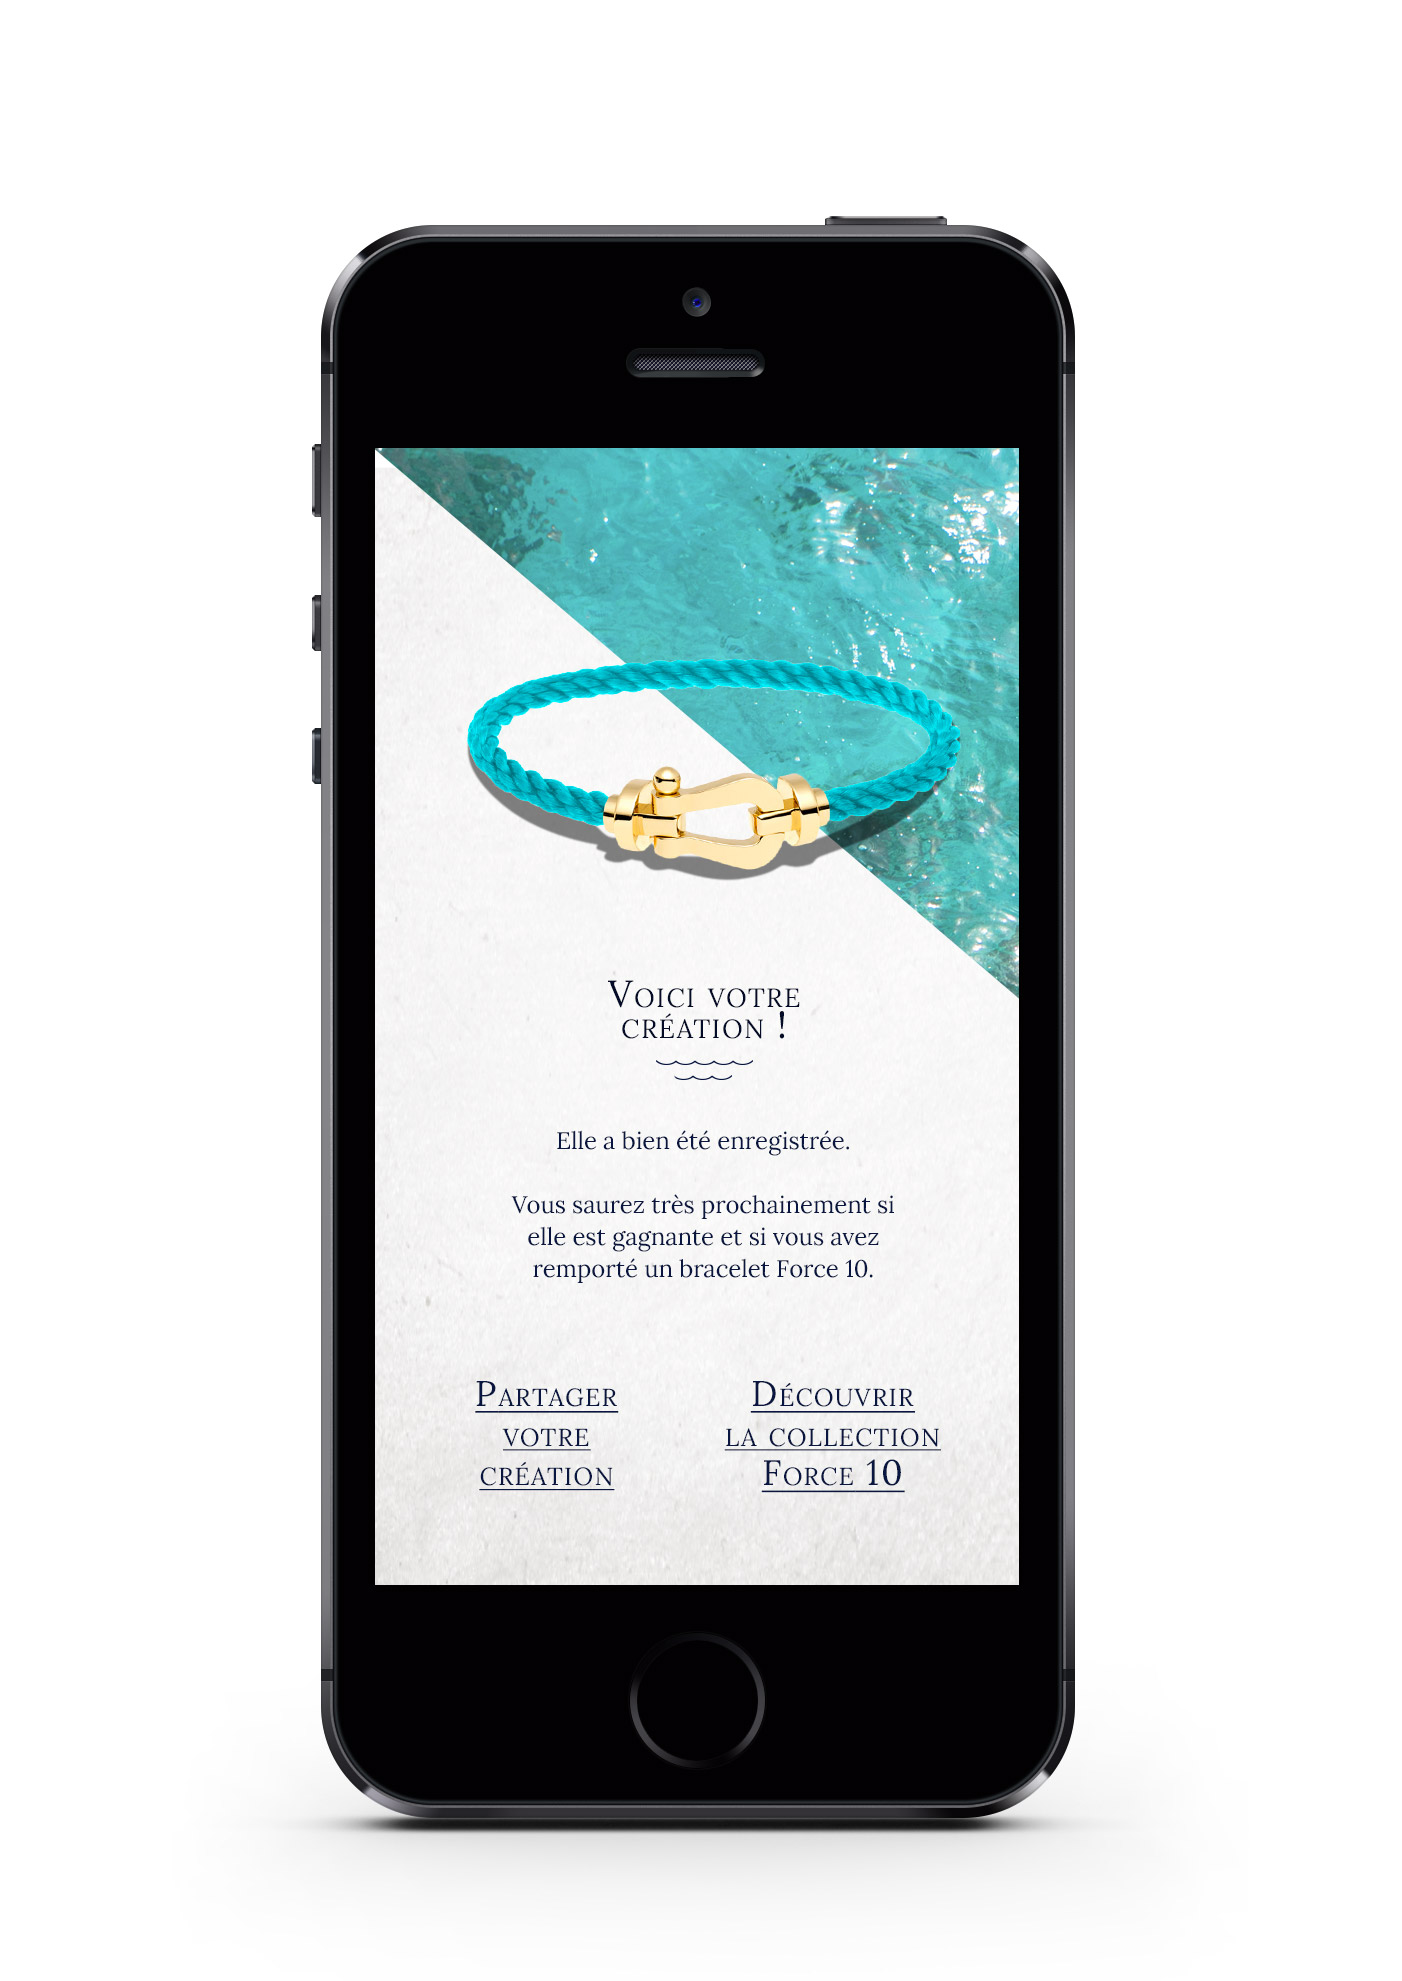 Voici votre
création !
Elle a bien été enregistrée.
Vous saurez très prochainement si
elle est gagnante et si vous avez
remporté un bracelet Force 10.
Partager
votre
création
Découvrir
la collection
Force 10